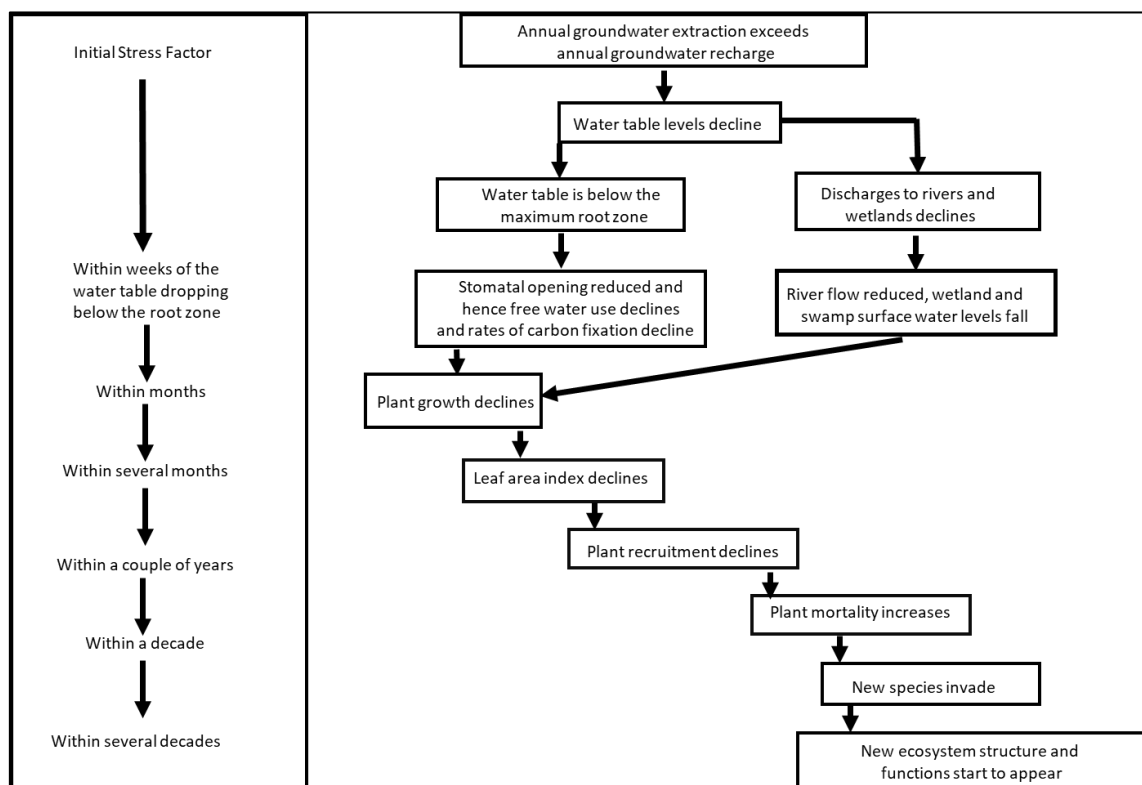 Initial Stress Factor
Within weeks of the
water table dropping
below the root zone
Within months
Within several months
Within a couple of years
Within a decade
Within several decades
Annual groundwater extraction exceeds
annual groundwater recharge
Water table levels decline
Water table is below the
maximum root zone
Discharges to rivers and
wetlands declines
Stomatal opening reduced and
hence free water use declines
and rates of carbon fixation decline
River flow reduced, wetland and
swamp surface water levels fall
Plant growth declines
Leaf area index declines
Plant recruitment declines
Plant mortality increases
New species invade
New ecosystem structure and
functions start to appear